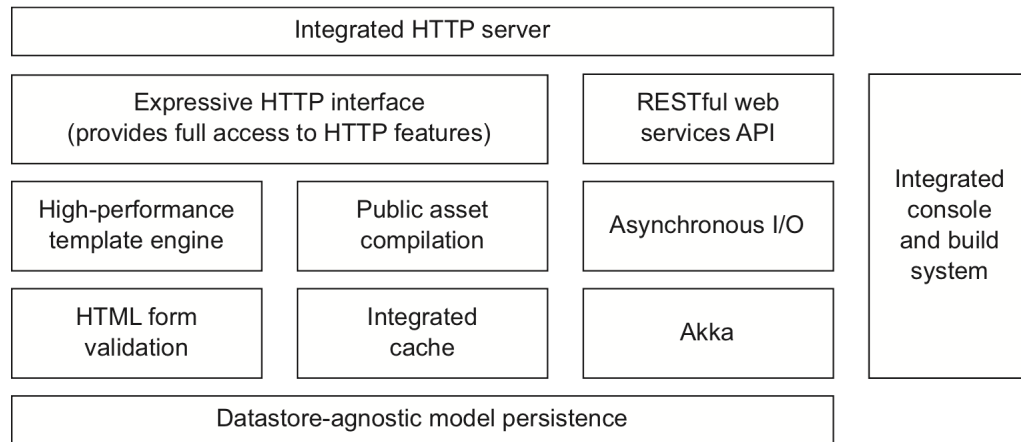 Integrated HTTP server
Expressive HTTP interface
(provides full access to HTTP features)
RESTful web
services API
High-performance
template engine
Public asset
compilation
Asynchronous I/O
Integrated
console
and build
system
HTML form
validation
Integrated
cache
Akka
Datastore-agnostic model persistence